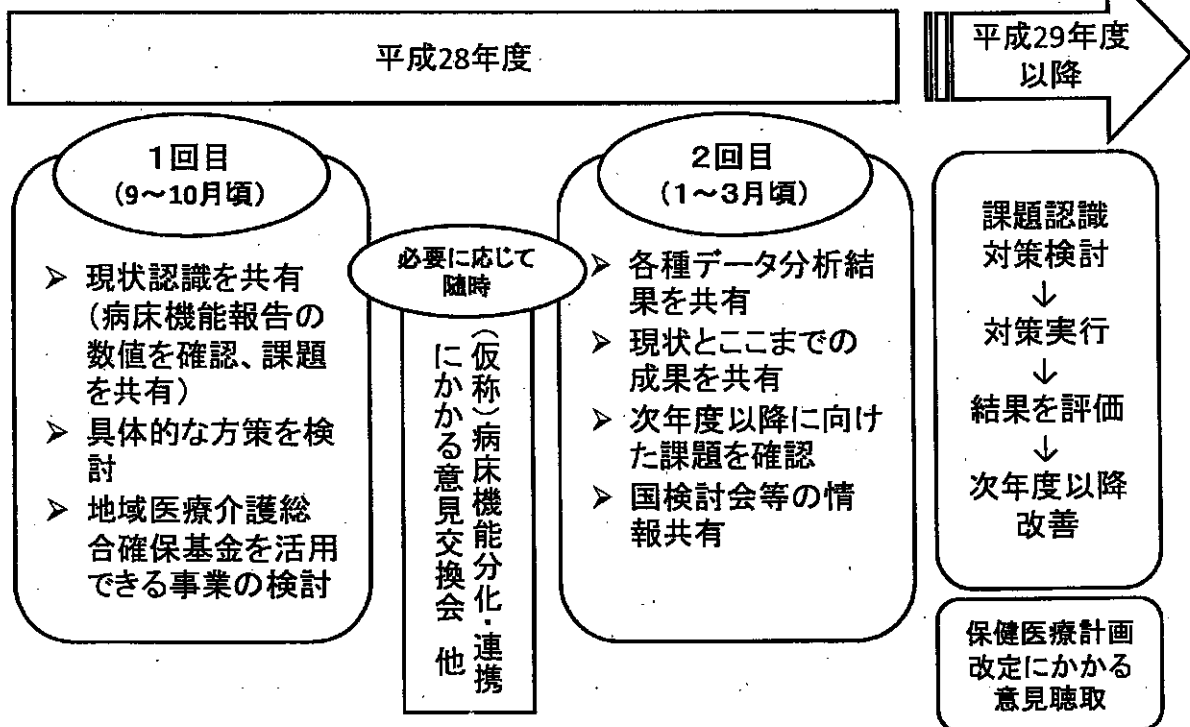 平成28年度
平成29年度
以降
1回目
(9～10月頃)
➢ 現状認識を共有
(病床機能報告の
数値を確認、課題
を共有)
➢ 具体的な方策を検
討
➢ 地域医療介護総
合確保基金を活用
できる事業の検討
必要に応じて
随時
(仮称)病床機能分化・連携
にかかる意見交換会 他
2回目
(1～3月頃)
➢ 各種データ分析結
果を共有
➢ 現状とここまでの
成果を共有
➢ 次年度以降に向け
た課題を確認
➢ 国検討会等の情
報共有
課題認識
対策検討
↓
対策実行
↓
結果を評価
↓
次年度以降
改善
保健医療計画
改定にかかる
意見聴取